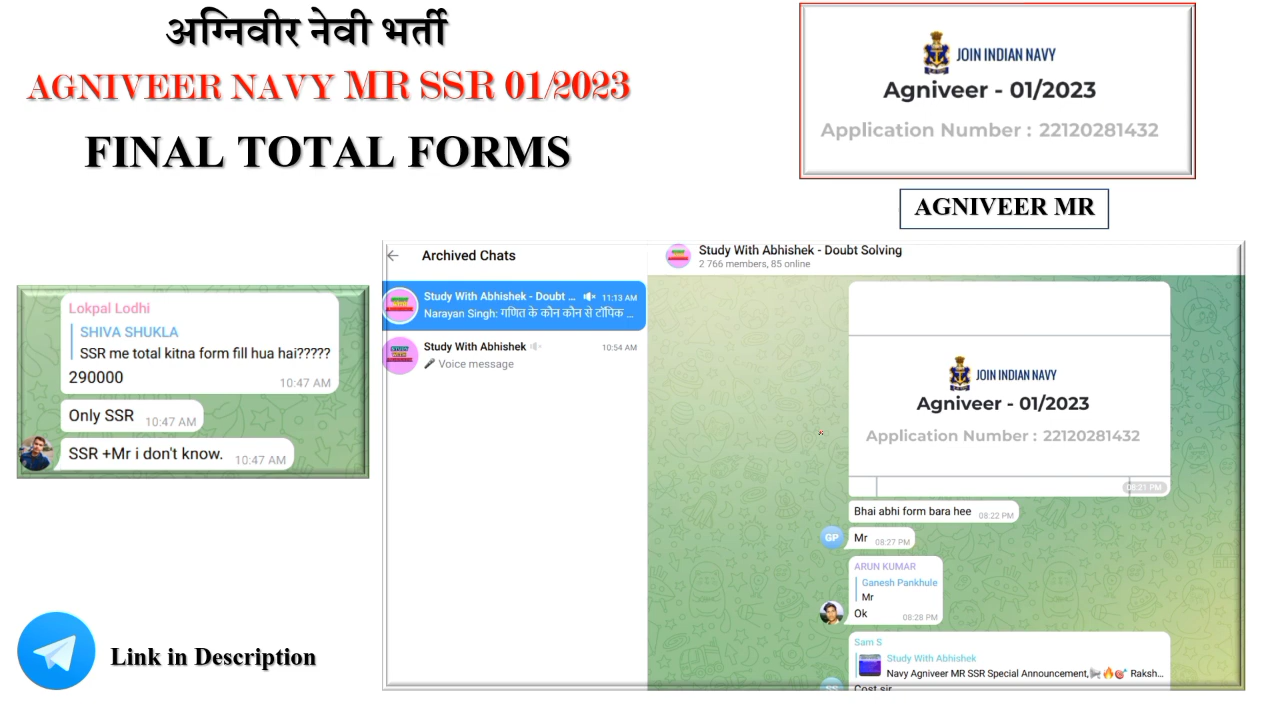 अग्निवीर नेवी भर्ती
AGNIVEER NAVY MR SSR 01/2023
FINAL TOTAL FORMS
JOIN INDIAN NAVY
Agniveer - 01/2023
Application Number : 22120281432
AGNIVEER MR
Lokpal Lodhi
SHIVA SHUKLA
SSR me total kitna form fill hua hai?????
290000
10:47 AM
Only SSR 10:47 AM
SSR +Mr i don't know. 10:47 AM
Link in Description
Archived Chats
Study With Abhishek - Doubt ... 11:13 AM
Narayan Singh: गणित के कौन कौन से टॉपिक ...
Study With Abhishek 10:54 AM
Voice message
Study With Abhishek - Doubt Solving
2 766 members, 85 online
JOIN INDIAN NAVY
Agniveer - 01/2023
Application Number : 22120281432
08:21 PM
Bhai abhi form bara hee 08:22 PM
GP
Mr 08:27 PM
ARUN KUMAR
Ganesh Pankhule
Mr
Ok 08:28 PM
Sam S
Study With Abhishek
Navy Agniveer MR SSR Special Announcement, Raksh...
SS
Cost sir